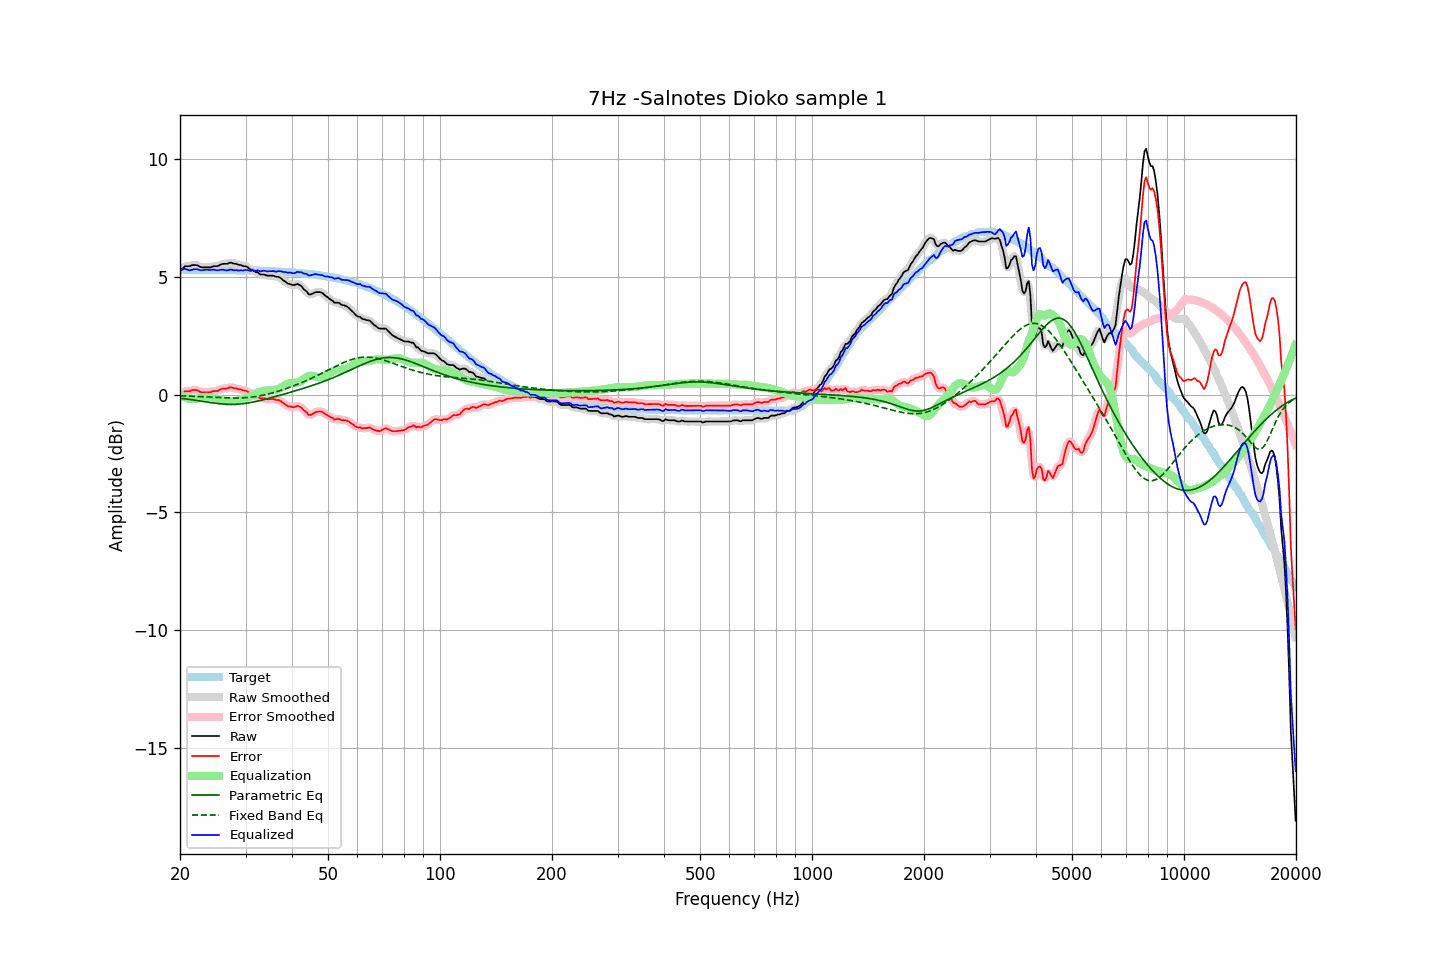 7Hz -Salnotes Dioko sample 1
Amplitude (dBr)
10
5
0
−5
−10
−15
Target
Raw Smoothed
Error Smoothed
Raw
Error
Equalization
Parametric Eq
Fixed Band Eq
Equalized
20
50
100
200
500
1000
2000
5000
10000
20000
Frequency (Hz)